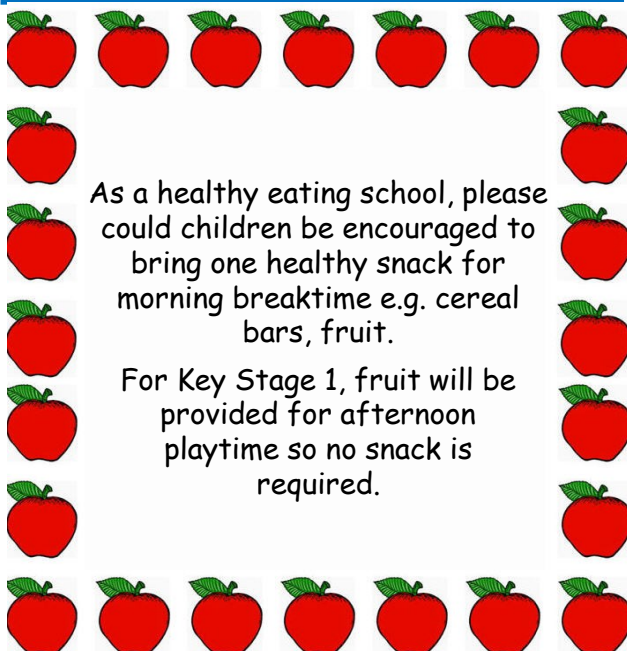 As a healthy eating school, please
could children be encouraged to
bring one healthy snack for
morning breaktime e.g. cereal
bars, fruit.
For Key Stage 1, fruit will be
provided for afternoon
playtime so no snack is
required.